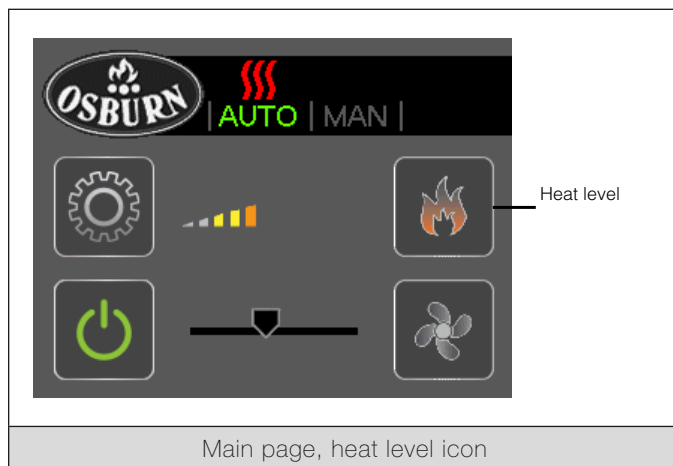 OSBURN
| AUTO | MAN |
Heat level
Main page, heat level icon